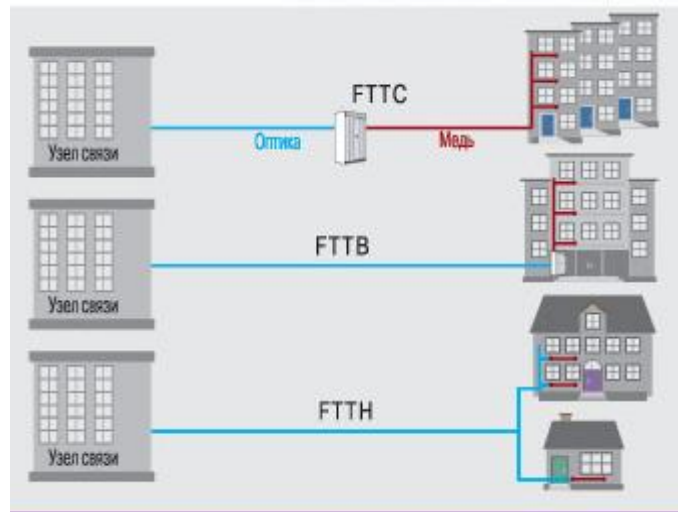 FTTC
Оптика
Медь
Узел связи
FTTB
Узел связи
FTTH
Узел связи